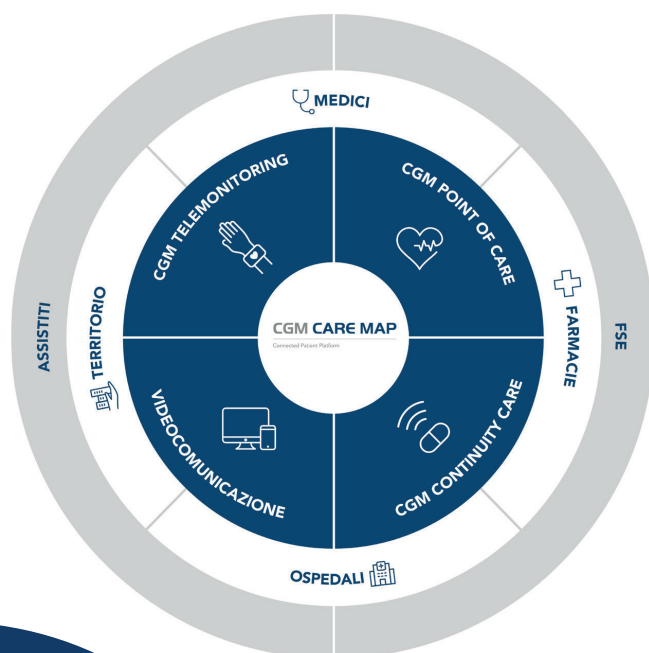 MEDICI
CGM TELEMONITORING
CGM POINT OF CARE
ASSISTITI
TERRITORIO
CGM CARE MAP
Connected Patient Platform
FARMACIE
FSE
VIDEOCOMUNICAZIONE
CGM CONTINUITY CARE
OSPEDALI